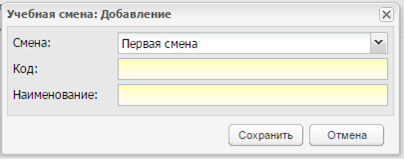 Учебная смена: Добавление
Смена: Первая смена
Код:
Наименование:
Сохранить Отмена